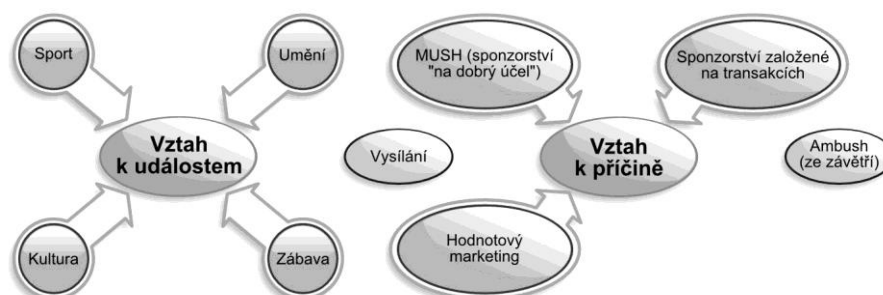 Sport
Umění
Vztah
k událostem
Kultura
Zábava
Vysílání
MUSH (sponzorství
"na dobrý účel")
Sponzorství založené
na transakcích
Vztah
k příčině
Hodnotový
marketing
Ambush
(ze závětří)